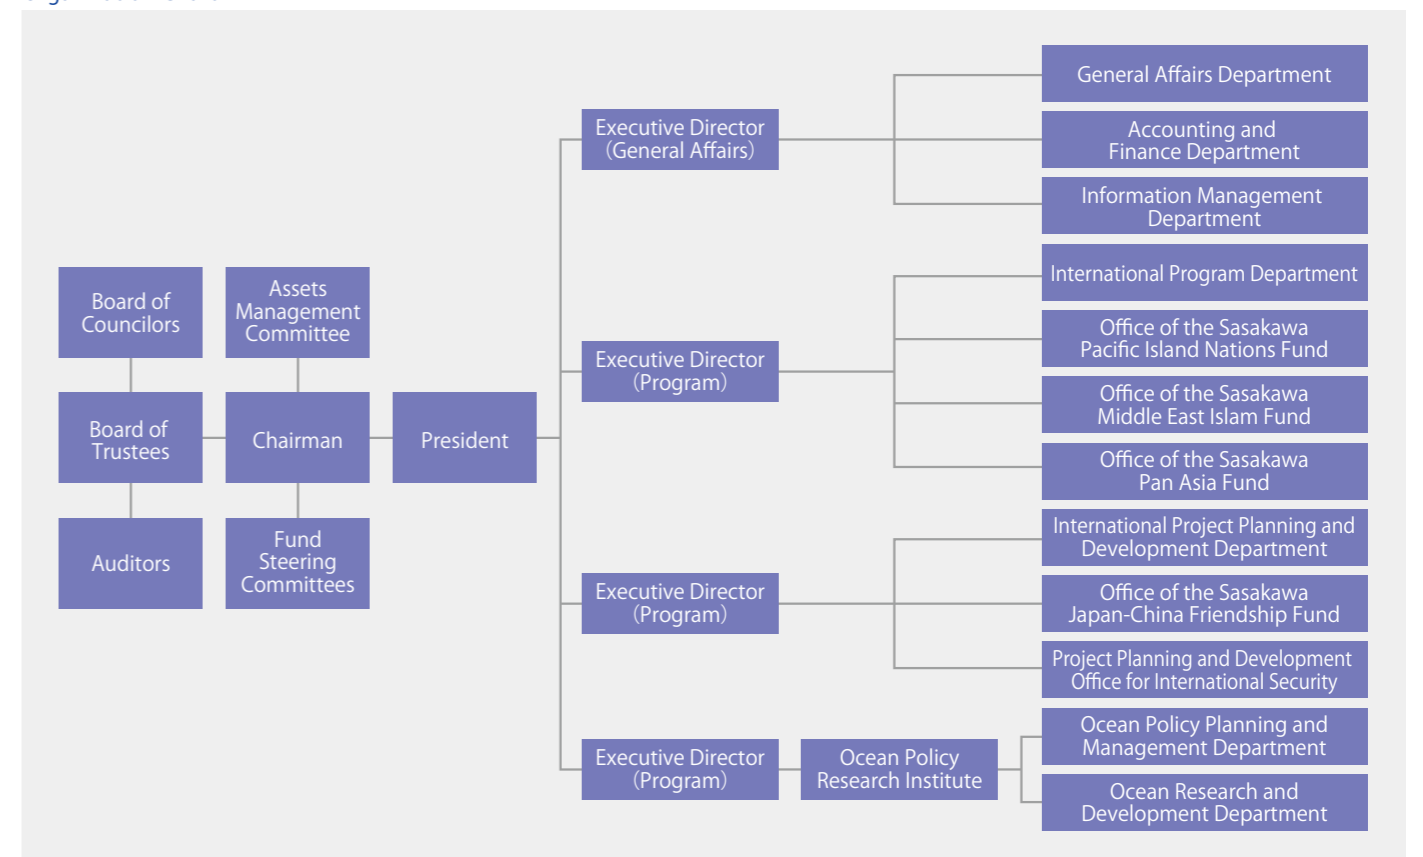 General Affairs Department
Executive Director
(General Affairs)
Accounting and
Finance Department
Information Management
Department
Board of
Councilors
Assets
Management
Committee
International Program Department
Executive Director
(Program)
Office of the Sasakawa
Pacific Island Nations Fund
Office of the Sasakawa
Middle East Islam Fund
Board of
Trustees
Chairman
President
Office of the Sasakawa
Pan Asia Fund
Auditors
Fund
Steering
Committees
International Project Planning and
Development Department
Executive Director
(Program)
Office of the Sasakawa
Japan-China Friendship Fund
Project Planning and Development
Office for International Security
Executive Director
(Program)
Ocean Policy
Research Institute
Ocean Policy Planning and
Management Department
Ocean Research and
Development Department